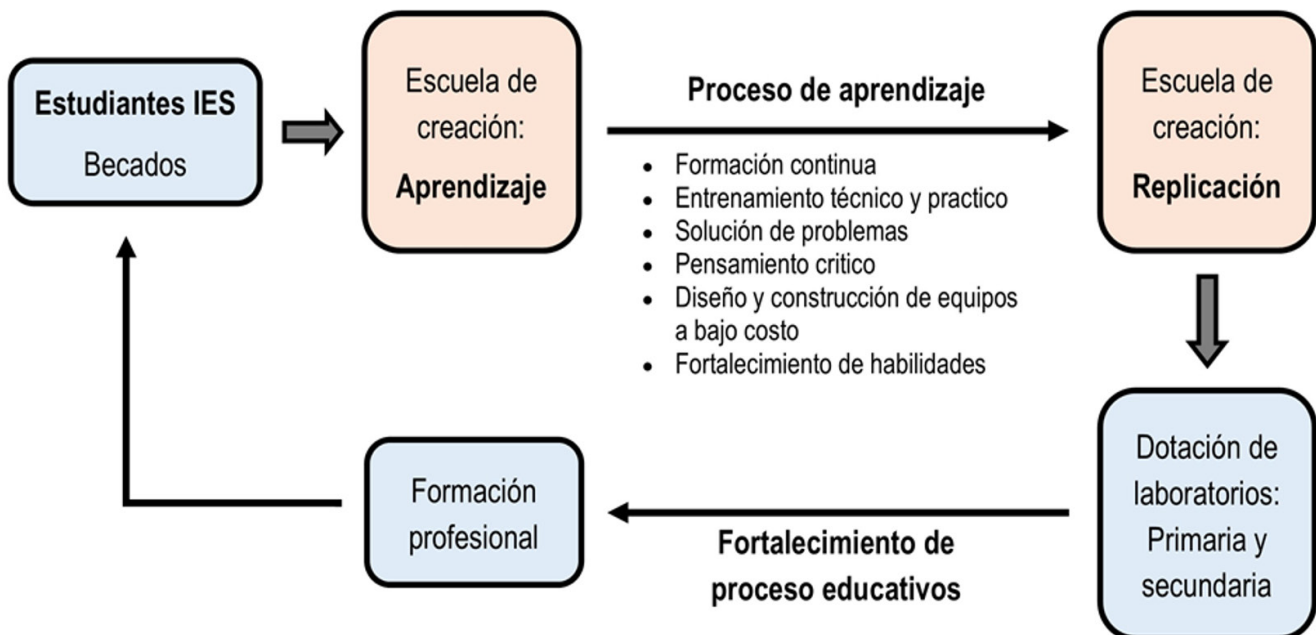 Estudiantes IES
Becados
Escuela de
creación:
Aprendizaje
Proceso de aprendizaje
• Formación continua
• Entrenamiento técnico y practico
• Solución de problemas
• Pensamiento critico
• Diseño y construcción de equipos
a bajo costo
• Fortalecimiento de habilidades
Escuela de
creación:
Replicación
Dotación de
laboratorios:
Primaria y
secundaria
Fortalecimiento de
proceso educativos
Formación
profesional